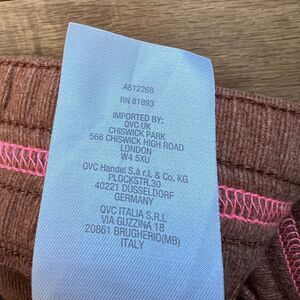 A612268
RN 81893
IMPORTED BY:
QVC UK
CHISWICK PARK
566 CHISWICK HIGH ROAD
LONDON
W4 5XU
QVC Handel S.à r.L & Co. KG
PLOCKSTR.30
40221 DÜSSELDORF
GERMANY
QVC ITALIA S.R.L
VIA GUZZINA 18
20861 BRUGHERIO(MB)
ITALY